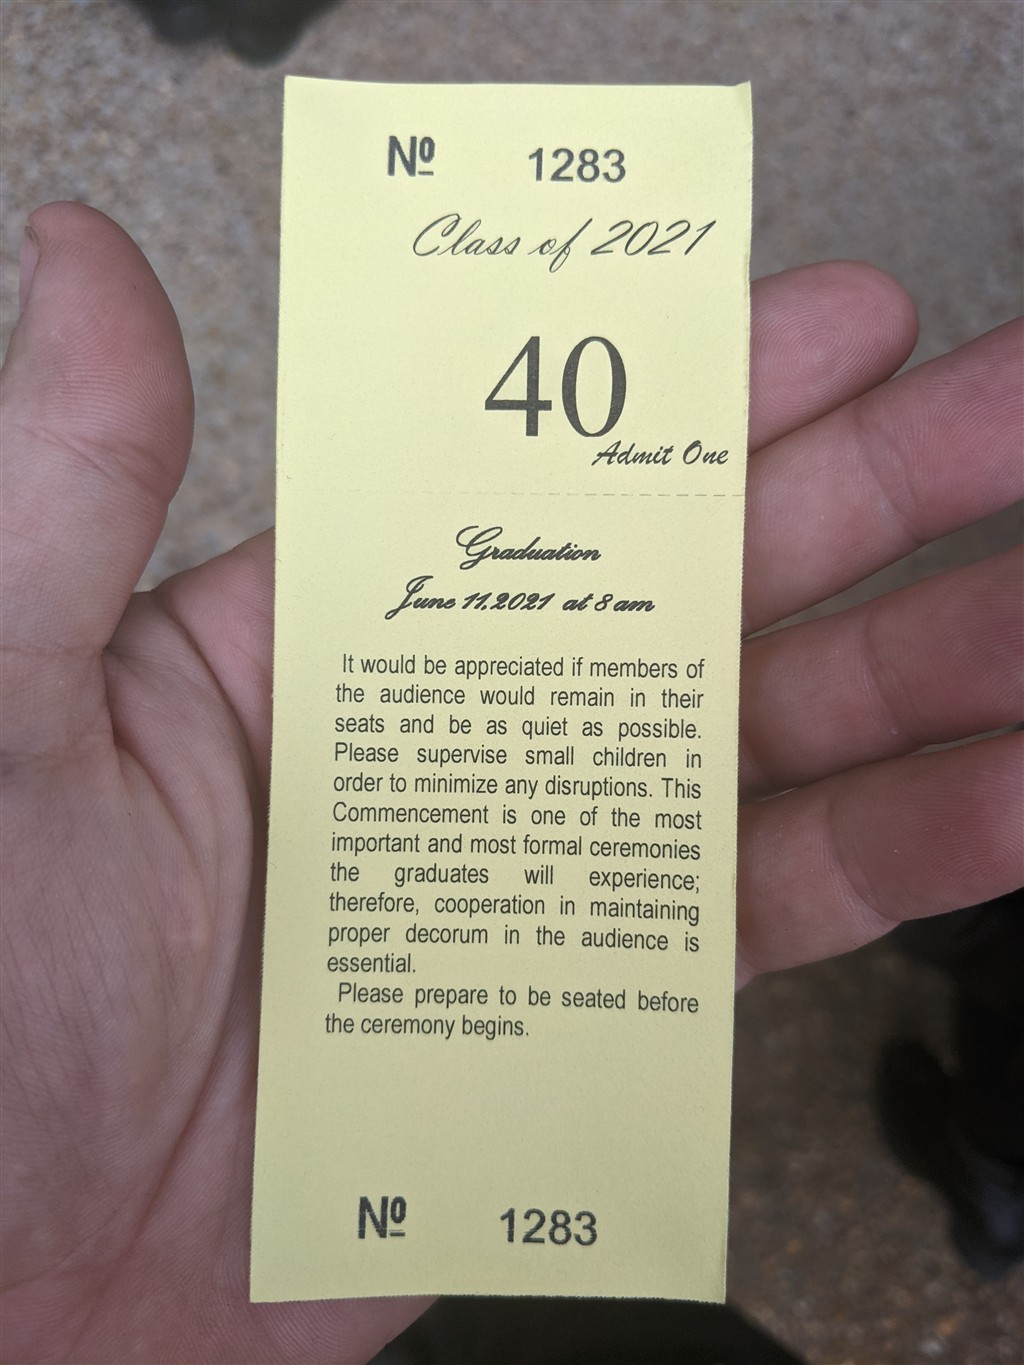 Nº 1283
Class of 2021
40
Admit One
Graduation
June 11, 2021 at 8 am
It would be appreciated if members of
the audience would remain in their
seats and be as quiet as possible.
Please supervise small children in
order to minimize any disruptions. This
Commencement is one of the most
important and most formal ceremonies
the graduates will experience;
therefore, cooperation in maintaining
proper decorum in the audience is
essential.
Please prepare to be seated before
the ceremony begins.
Nº 1283